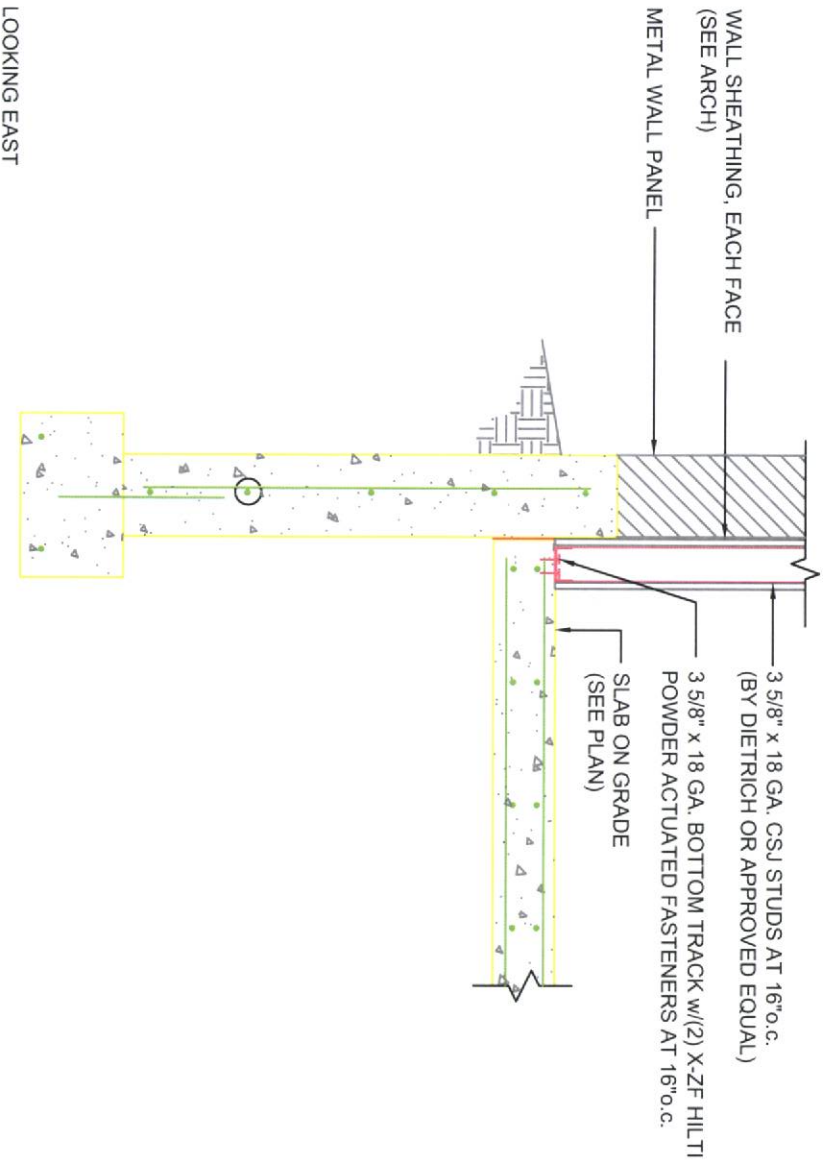 WALL SHEATHING, EACH FACE
(SEE ARCH)
METAL WALL PANEL
3 5/8" x 18 GA. CSJ STUDS AT 16"o.c.
(BY DIETRICH OR APPROVED EQUAL)
3 5/8" x 18 GA. BOTTOM TRACK w/(2) X-ZF HILTI
POWDER ACTUATED FASTENERS AT 16"o.c.
SLAB ON GRADE
(SEE PLAN)
LOOKING EAST